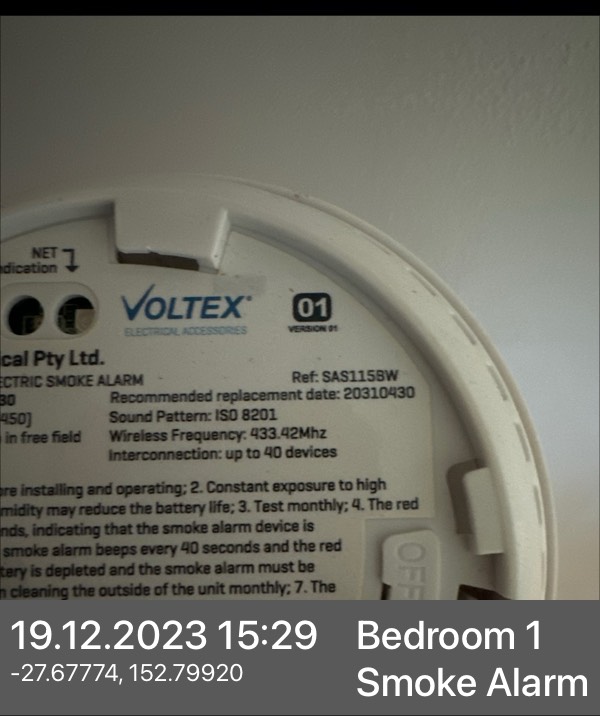 NET
dication
VOLTEX®
ELECTRICAL ACCESSORIES
01
VERSION 01
cal Pty Ltd.
ECTRIC SMOKE ALARM
Ref: SAS115BW
30
Recommended replacement date: 20310430
450]
Sound Pattern: ISO 8201
in free field
Wireless Frequency: 433.42Mhz
Interconnection: up to 40 devices
re installing and operating; 2. Constant exposure to high
midity may reduce the battery life; 3. Test monthly; 4. The red
nds, indicating that the smoke alarm device is
smoke alarm beeps every 40 seconds and the red
tery is depleted and the smoke alarm must be
n cleaning the outside of the unit monthly; 7. The
OFF
19.12.2023 15:29
-27.67774, 152.79920
Bedroom 1
Smoke Alarm